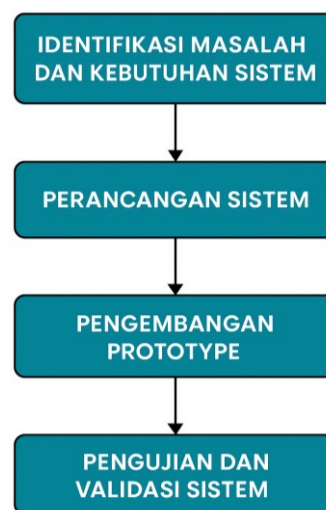 IDENTIFIKASI MASALAH
DAN KEBUTUHAN SISTEM
PERANCANGAN SISTEM
PENGEMBANGAN
PROTOTYPE
PENGUJIAN DAN
VALIDASI SISTEM